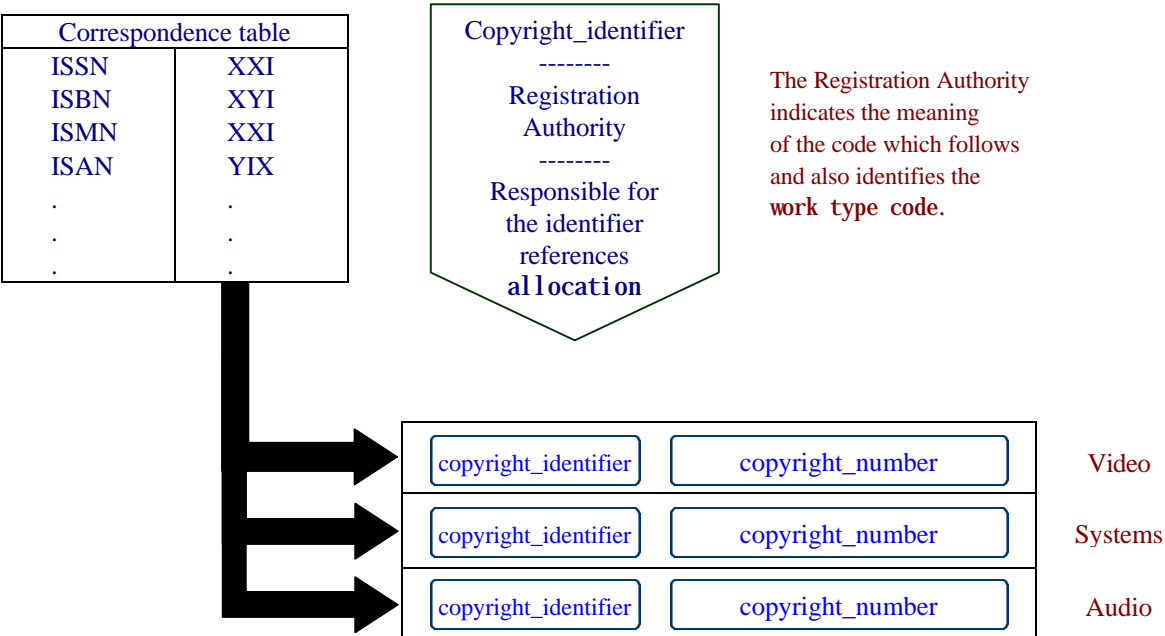 Correspondence table
ISSN XXI
ISBN XYI
ISMN XXI
ISAN YIX
. .
. .
. .
Copyright_identifier
--------
Registration
Authority
--------
Responsible for
the identifier
references
allocation
The Registration Authority
indicates the meaning
of the code which follows
and also identifies the
work type code.
copyright_identifier copyright_number Video
copyright_identifier copyright_number Systems
copyright_identifier copyright_number Audio